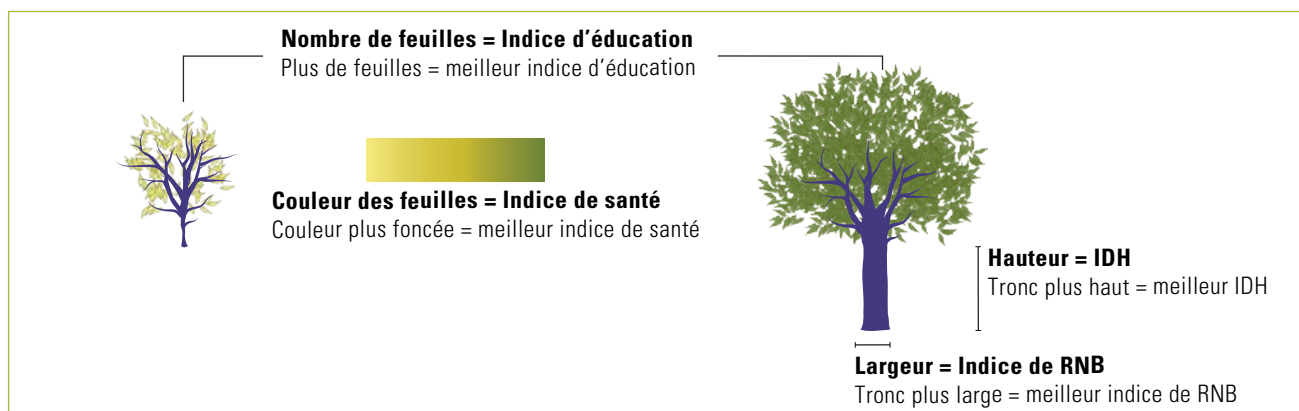 Nombre de feuilles = Indice d’éducation
Plus de feuilles = meilleur indice d’éducation
Couleur des feuilles = Indice de santé
Couleur plus foncée = meilleur indice de santé
Hauteur = IDH
Tronc plus haut = meilleur IDH
Largeur = Indice de RNB
Tronc plus large = meilleur indice de RNB